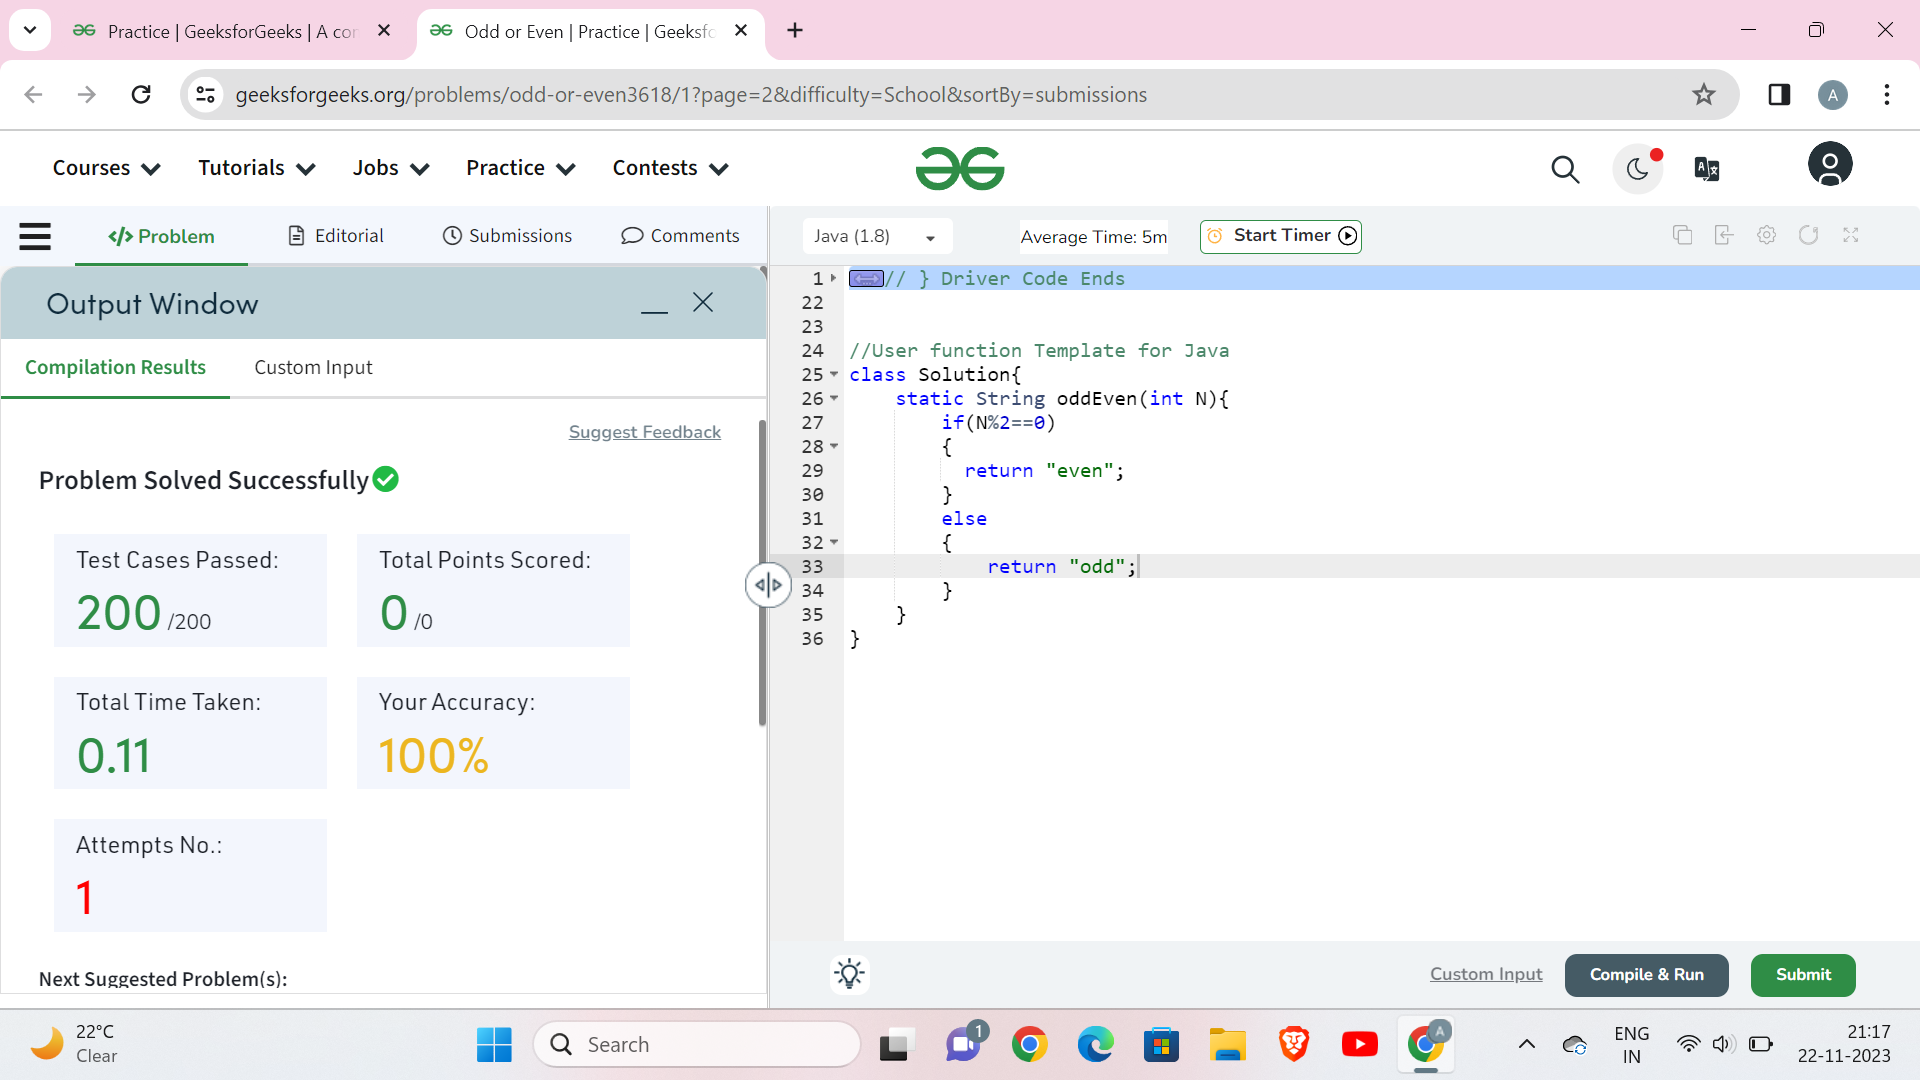 Practice | GeeksforGeeks | A co
Odd or Even | Practice | Geeksf
geeksforgeeks.org/problems/odd-or-even3618/1?page=2&difficulty=School&sortBy=submissions
A
Courses Tutorials Jobs Practice Contests
</> Problem Editorial Submissions Comments
Java (1.8) Average Time: 5m Start Timer
Output Window
Compilation Results Custom Input
Suggest Feedback
Problem Solved Successfully
Test Cases Passed:
200 /200
Total Points Scored:
0 /0
Total Time Taken:
0.11
Your Accuracy:
100%
Attempts No.:
1
Next Suggested Problem(s):
1 // } Driver Code Ends
22
23
24 //User function Template for Java
25 class Solution{
26 static String oddEven(int N){
27 if(N%2==0)
28 {
29 return "even";
30 }
31 else
32 {
33 return "odd";
34 }
35 }
36 }
Custom Input Compile & Run Submit
22°C
Clear
Search
1
A
ENG
IN
21:17
22-11-2023